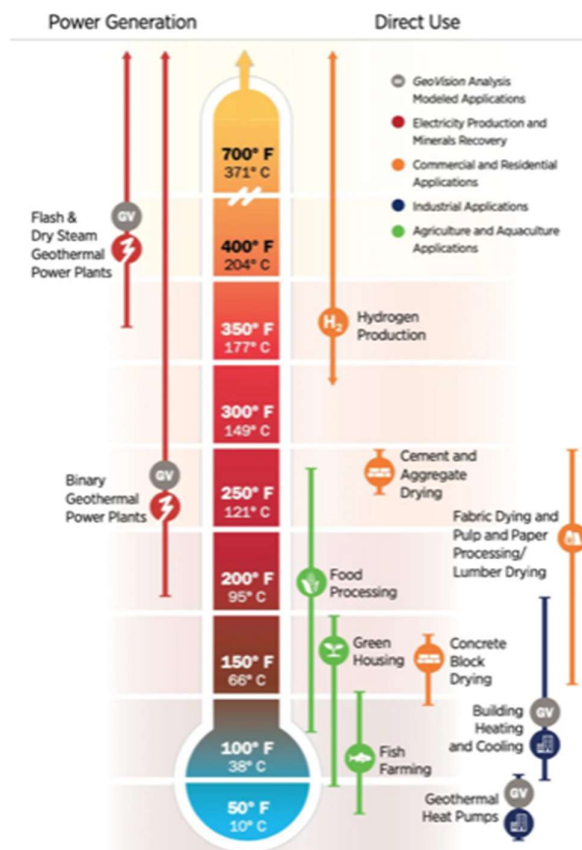 Power Generation
Direct Use
GeoVision Analysis
Modeled Applications
Electricity Production and
Minerals Recovery
Commercial and Residential
Applications
Industrial Applications
Agriculture and Aquaculture
Applications
700° F
371° C
GV
Flash &
Dry Steam
Geothermal
Power Plants
400° F
204° C
350° F
177° C
H2
Hydrogen
Production
300° F
149° C
Cement and
Aggregate
Drying
GV
Binary
Geothermal
Power Plants
250° F
121° C
Fabric Dying and
Pulp and Paper
Processing/
Lumber Drying
200° F
95° C
Food
Processing
150° F
66° C
Green
Housing
Concrete
Block
Drying
Building
Heating
and Cooling
GV
100° F
38° C
Fish
Farming
50° F
10° C
Geothermal
Heat Pumps
GV